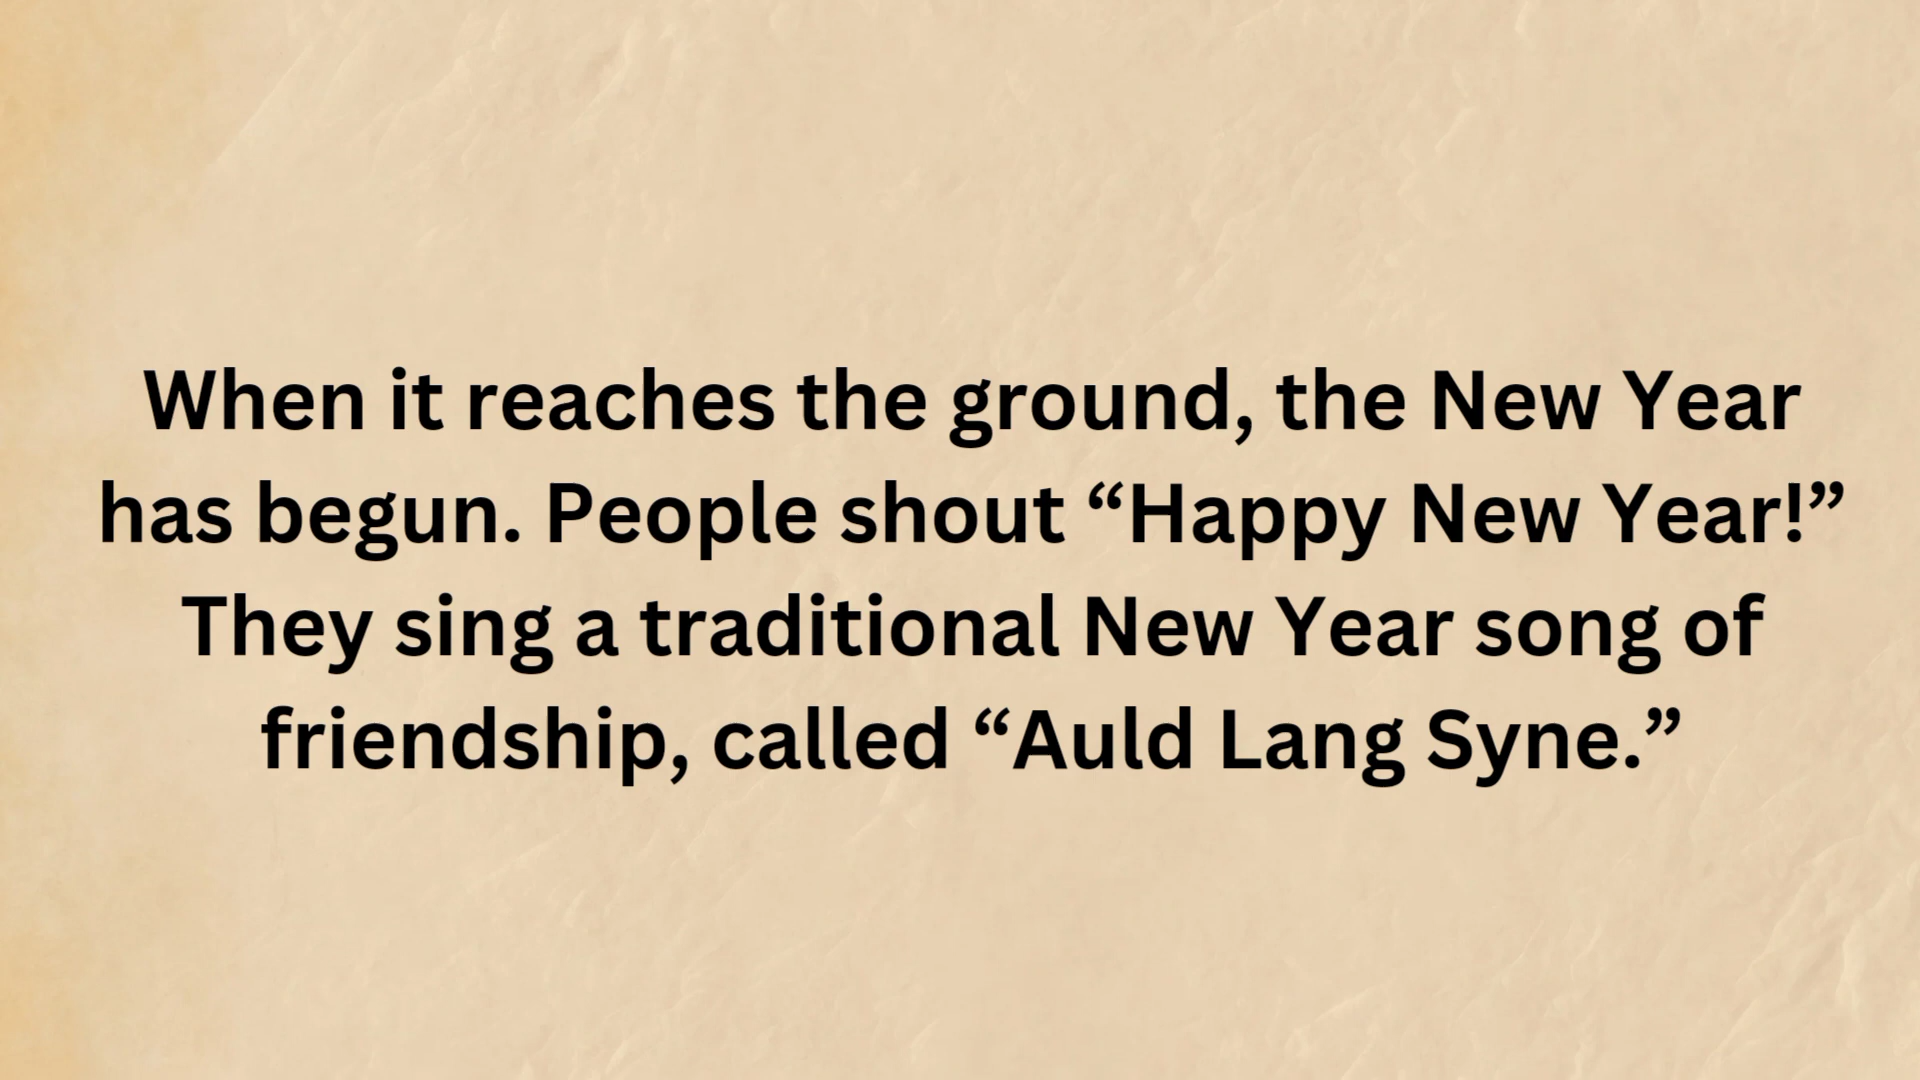 When it reaches the ground, the New Year
has begun. People shout “Happy New Year!”
They sing a traditional New Year song of
friendship, called “Auld Lang Syne.”